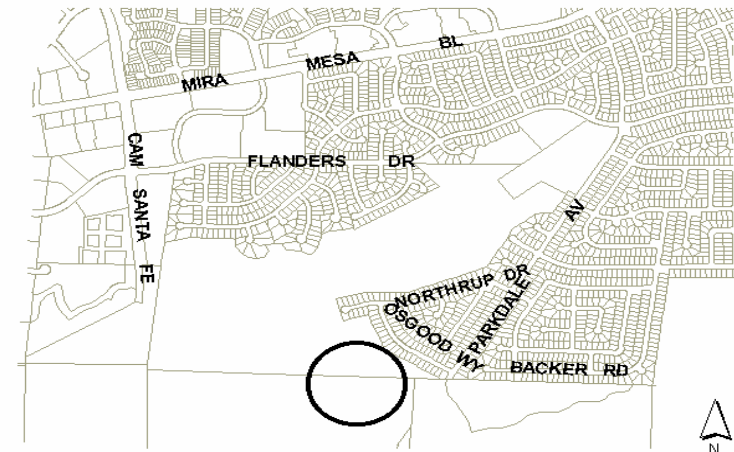 MIRA MESA BL
CAM SANTA FE
FLANDERS DR
NORTHRUP DR
OSGOOD WY
PARKDALE AV
BACKER RD
N